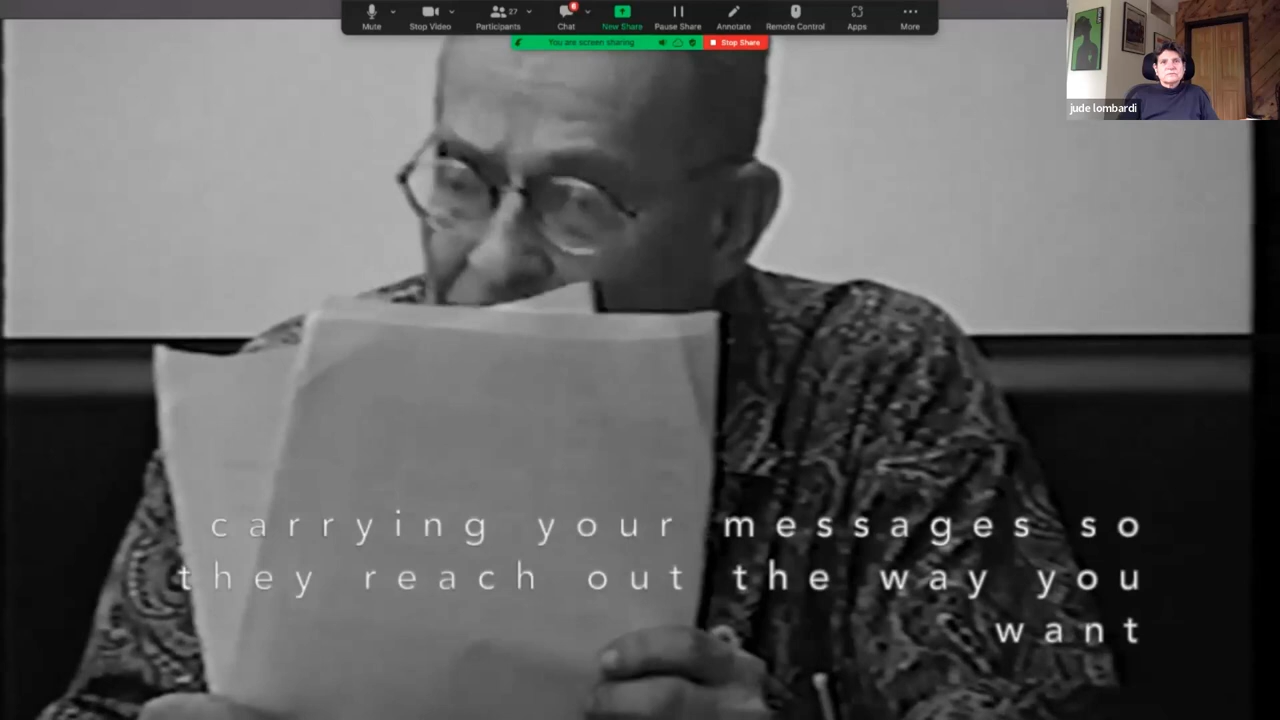 Mute
Stop Video
Participants
27
Chat
6
New Share
Pause Share
Annotate
Remote Control
Apps
More
You are screen sharing
Stop Share
jude lombardi
carrying your messages so
they reach out the way you
want